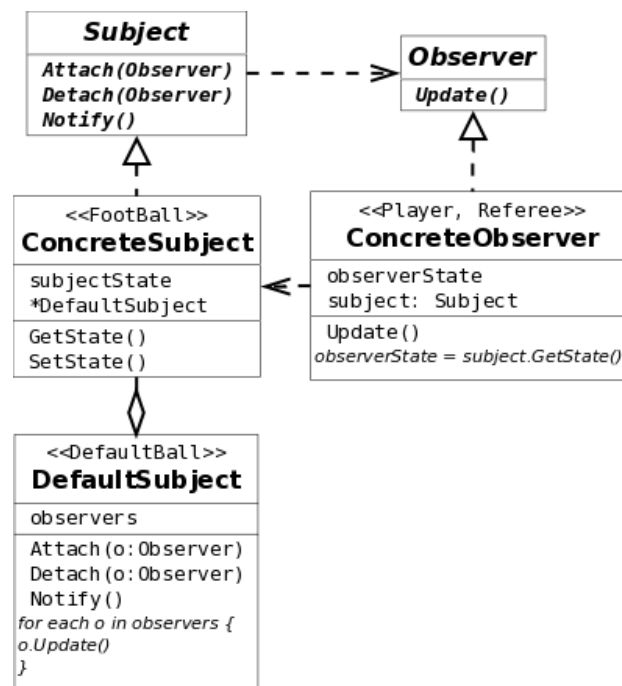 Subject
Attach(Observer)
Detach(Observer)
Notify()
Observer
Update()
<<FootBall>>
ConcreteSubject
subjectState
*DefaultSubject
GetState()
SetState()
<<Player, Referee>>
ConcreteObserver
observerState
subject: Subject
Update()
observerState = subject.GetState()
<<DefaultBall>>
DefaultSubject
observers
Attach(o:Observer)
Detach(o:Observer)
Notify()
for each o in observers {
o.Update()
}